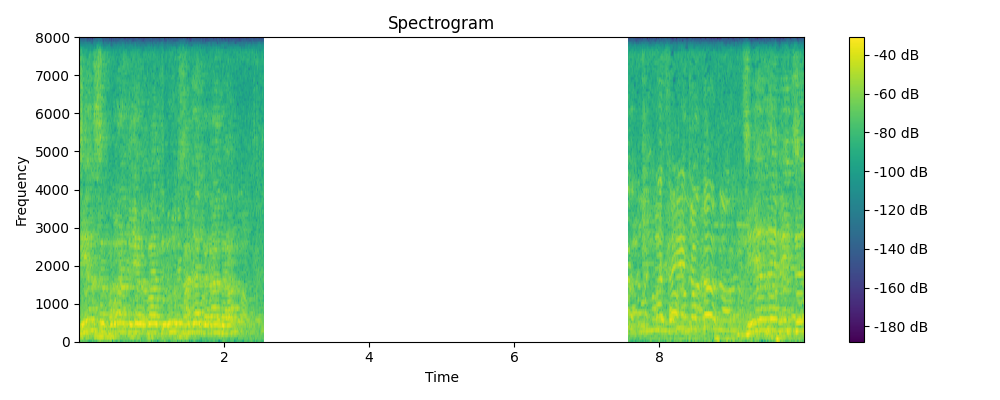 Spectrogram
8000
7000
6000
5000
4000
3000
2000
1000
0
Frequency
2 4 6 8
Time
-40 dB
-60 dB
-80 dB
-100 dB
-120 dB
-140 dB
-160 dB
-180 dB